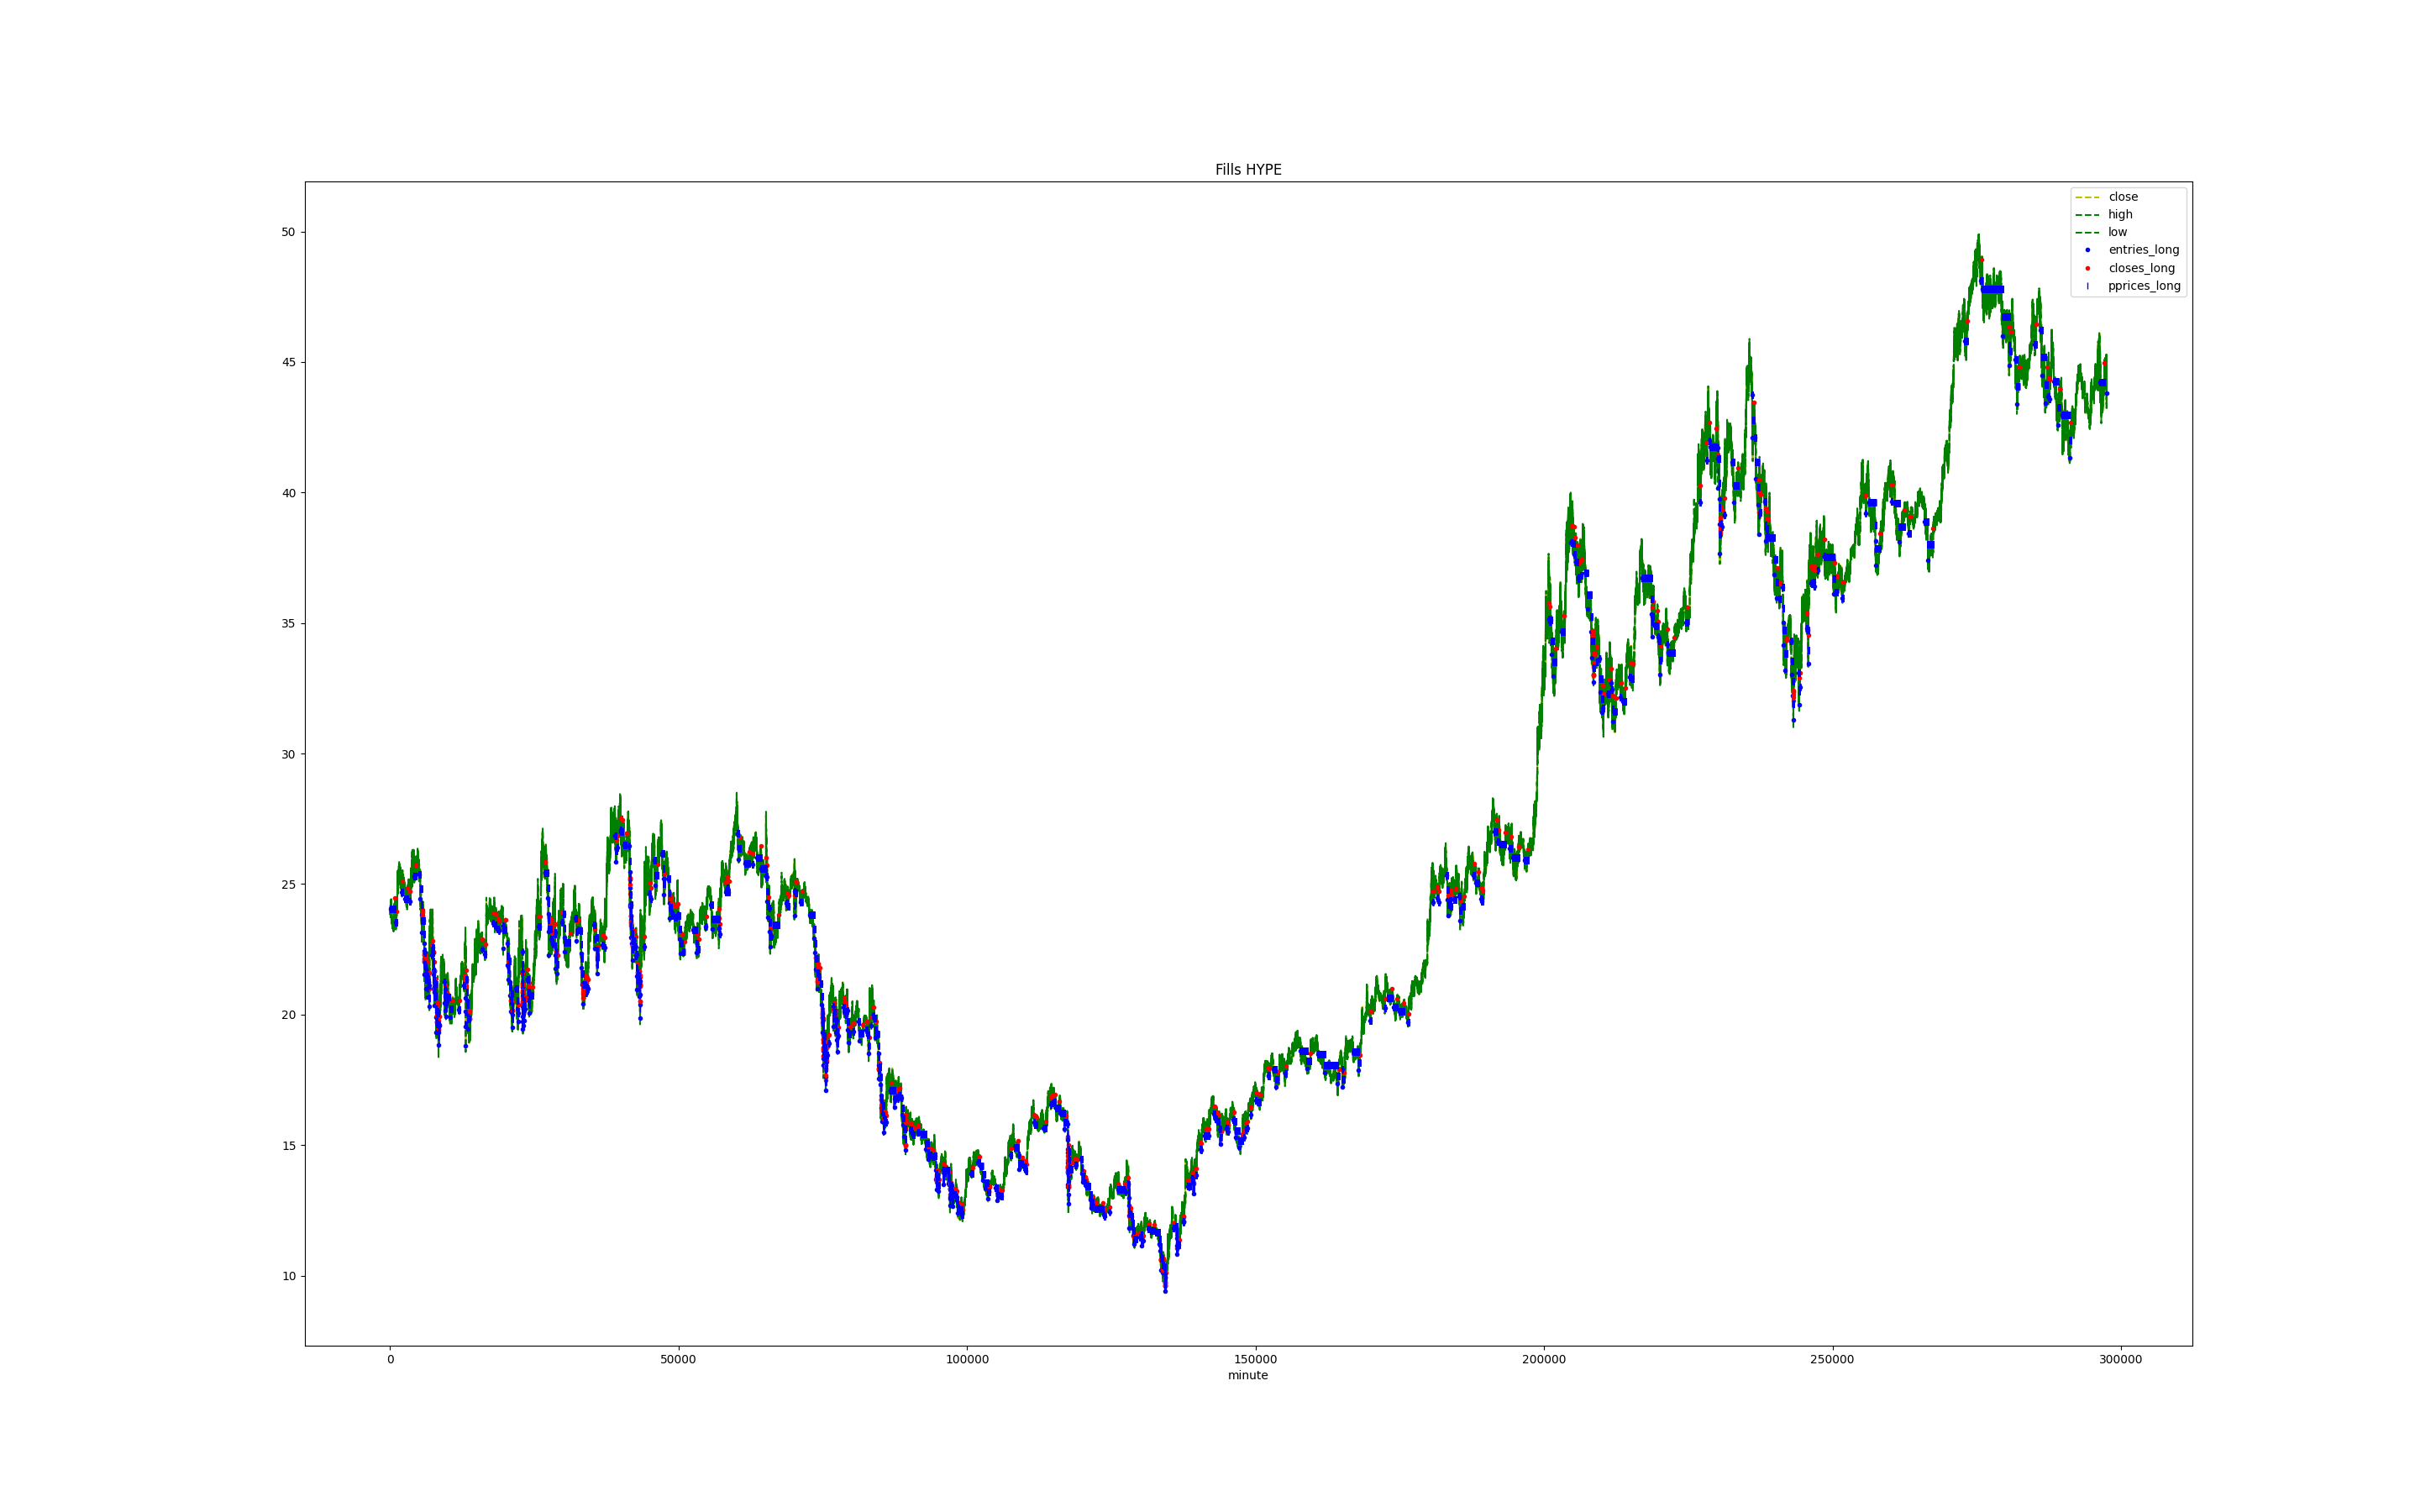 Fills HYPE
close
high
low
entries_long
closes_long
pprices_long
50
45
40
35
30
25
20
15
10
0 50000 100000 150000 200000 250000 300000
minute